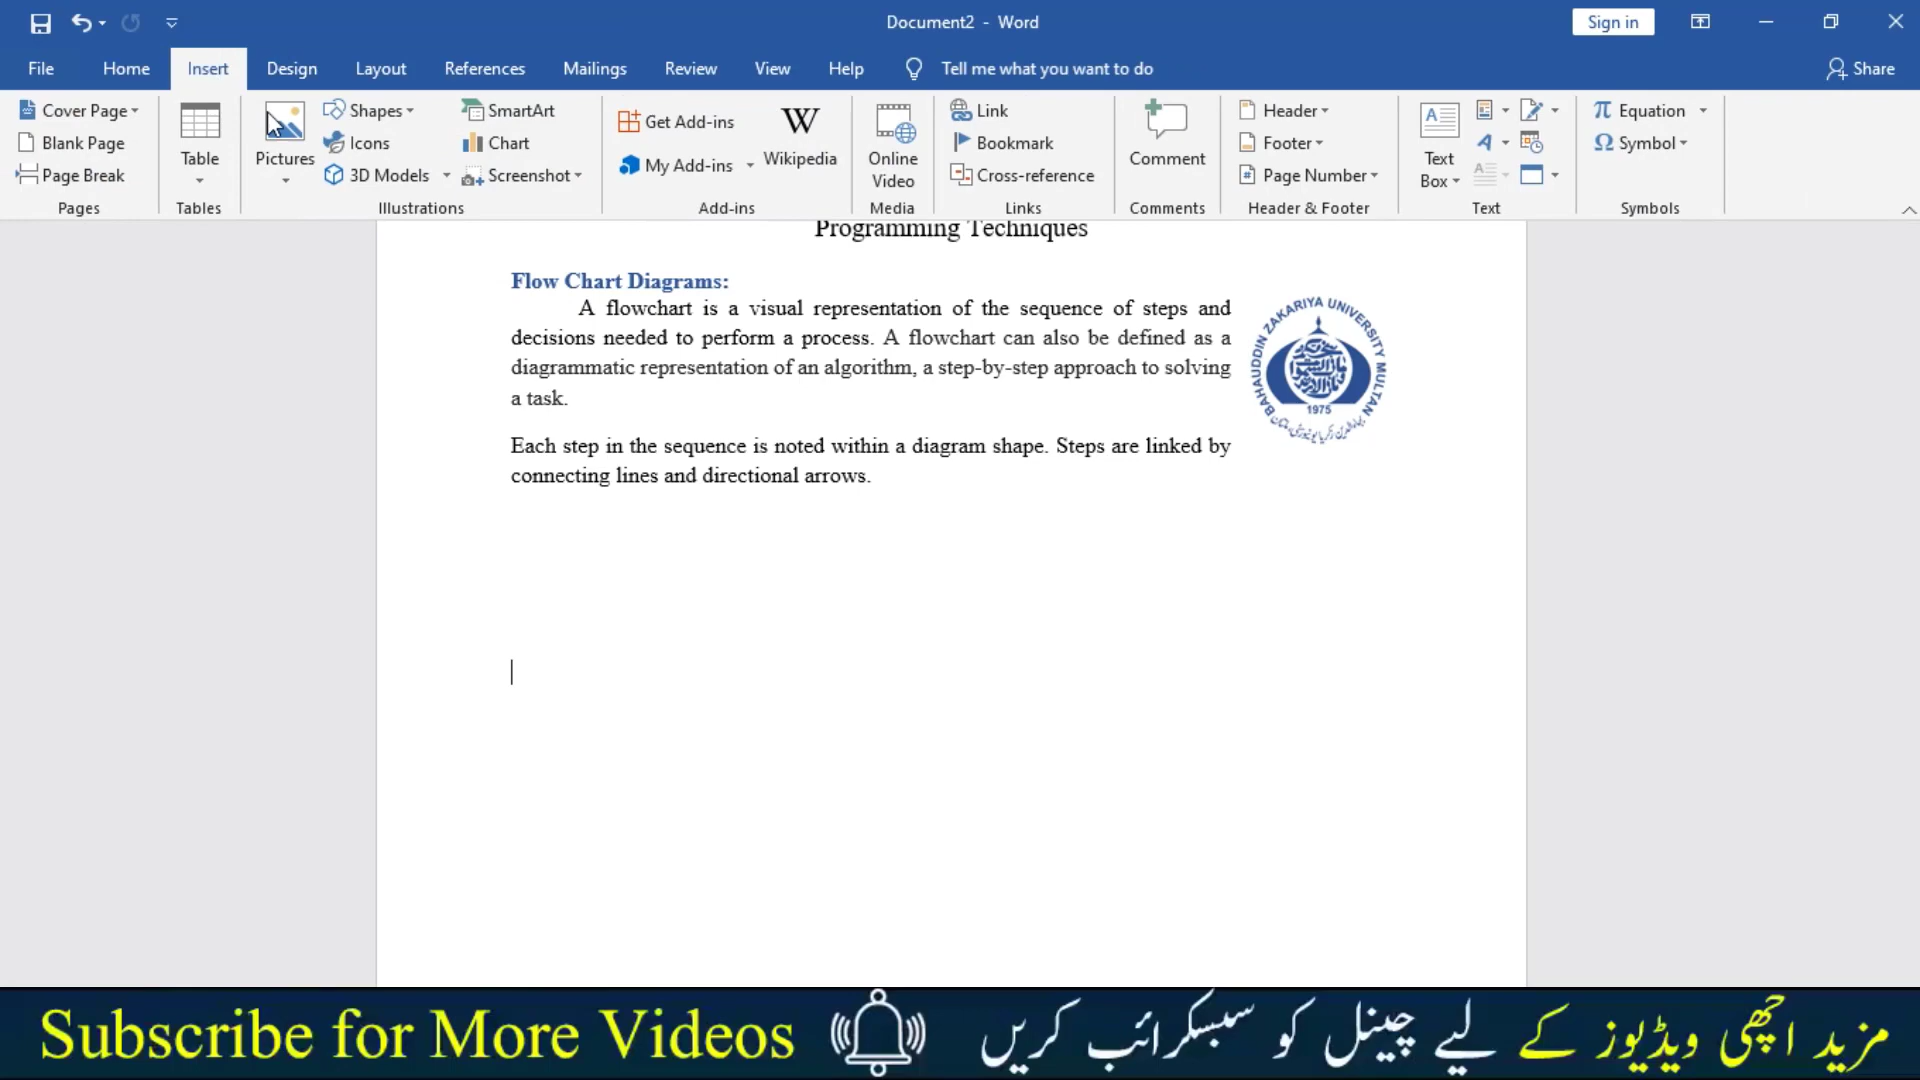 Document2 - Word
Sign in
File Home Insert Design Layout References Mailings Review View Help Tell me what you want to do Share
Cover Page
Blank Page
Page Break
Pages
Table
Tables
Pictures
Shapes
Icons
3D Models
SmartArt
Chart
Screenshot
Illustrations
Get Add-ins
My Add-ins
W
Wikipedia
Add-ins
Online
Video
Media
Link
Bookmark
Cross-reference
Links
Comment
Comments
Header
Footer
Page Number
Header & Footer
Text
Box
Text
Equation
Symbol
Symbols
Programming Techniques
Flow Chart Diagrams:
A flowchart is a visual representation of the sequence of steps and
decisions needed to perform a process. A flowchart can also be defined as a
diagrammatic representation of an algorithm, a step-by-step approach to solving
a task.
Each step in the sequence is noted within a diagram shape. Steps are linked by
connecting lines and directional arrows.
BAHAUDDIN ZAKARIYA UNIVERSITY MULTAN
1975
Subscribe for More Videos
مزید اچھی ویڈیوز کے لیے چینل کو سبسکرائب کریں